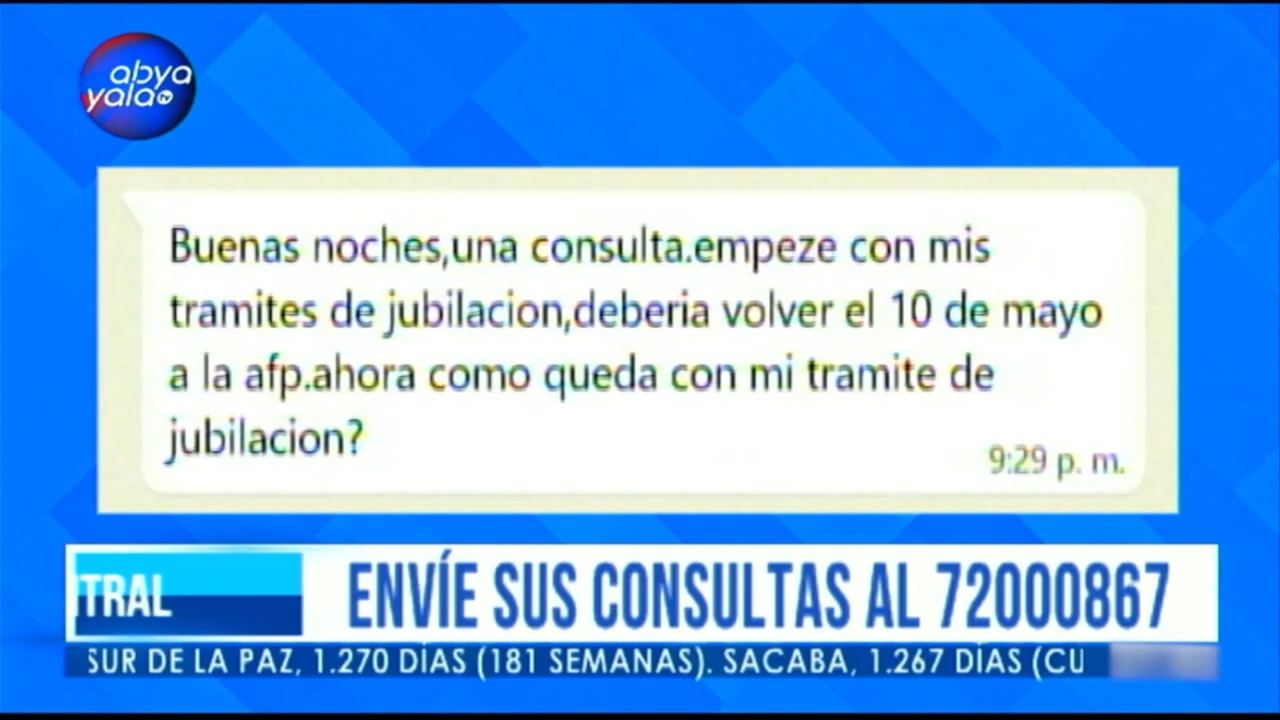 abya
yala tv
Buenas noches,una consulta.empeze con mis
tramites de jubilacion,deberia volver el 10 de mayo
a la afp.ahora como queda con mi tramite de
jubilacion?
9:29 p. m.
TRAL
ENVÍE SUS CONSULTAS AL 72000867
SUR DE LA PAZ, 1.270 DÍAS (181 SEMANAS). SACABA, 1.267 DÍAS (CU